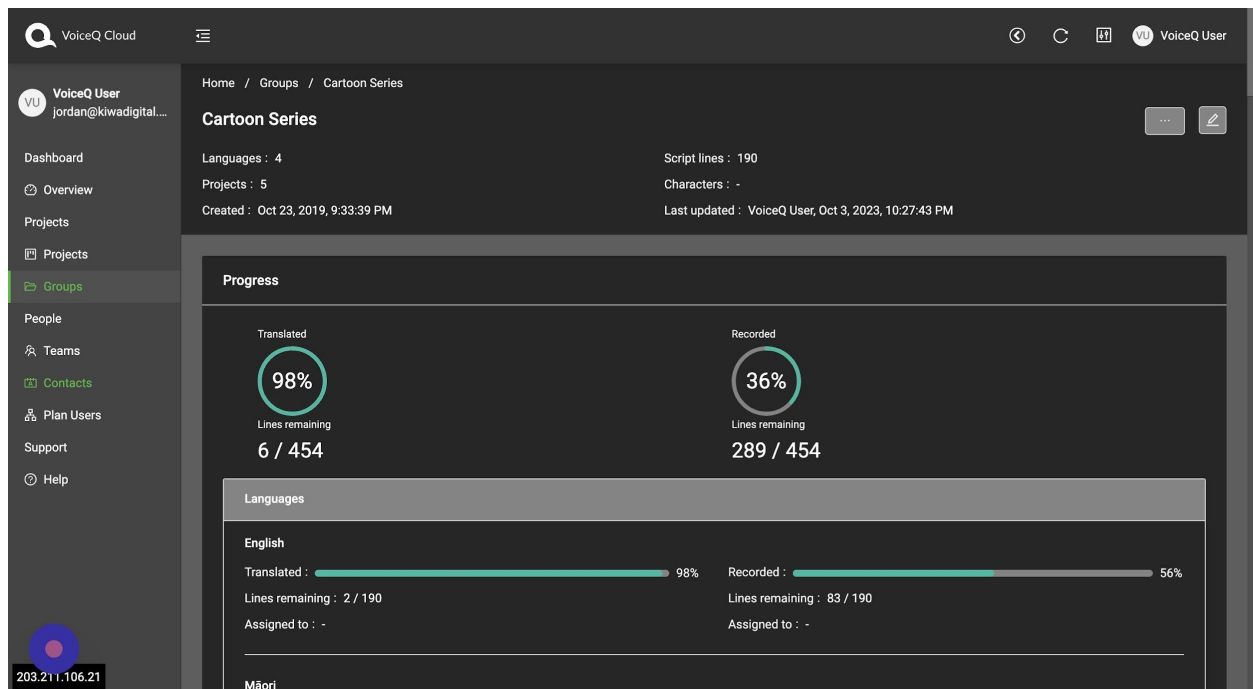 VoiceQ Cloud
VU VoiceQ User
VU
VoiceQ User
jordan@kiwadigital....
Dashboard
Overview
Projects
Projects
Groups
People
Teams
Contacts
Plan Users
Support
Help
203.211.106.21
Home / Groups / Cartoon Series
Cartoon Series
...
Languages : 4
Projects : 5
Created : Oct 23, 2019, 9:33:39 PM
Script lines : 190
Characters : -
Last updated : VoiceQ User, Oct 3, 2023, 10:27:43 PM
Progress
Translated
98%
Lines remaining
6 / 454
Recorded
36%
Lines remaining
289 / 454
Languages
English
Translated : 98%
Lines remaining : 2 / 190
Assigned to : -
Recorded : 56%
Lines remaining : 83 / 190
Assigned to : -
Māori